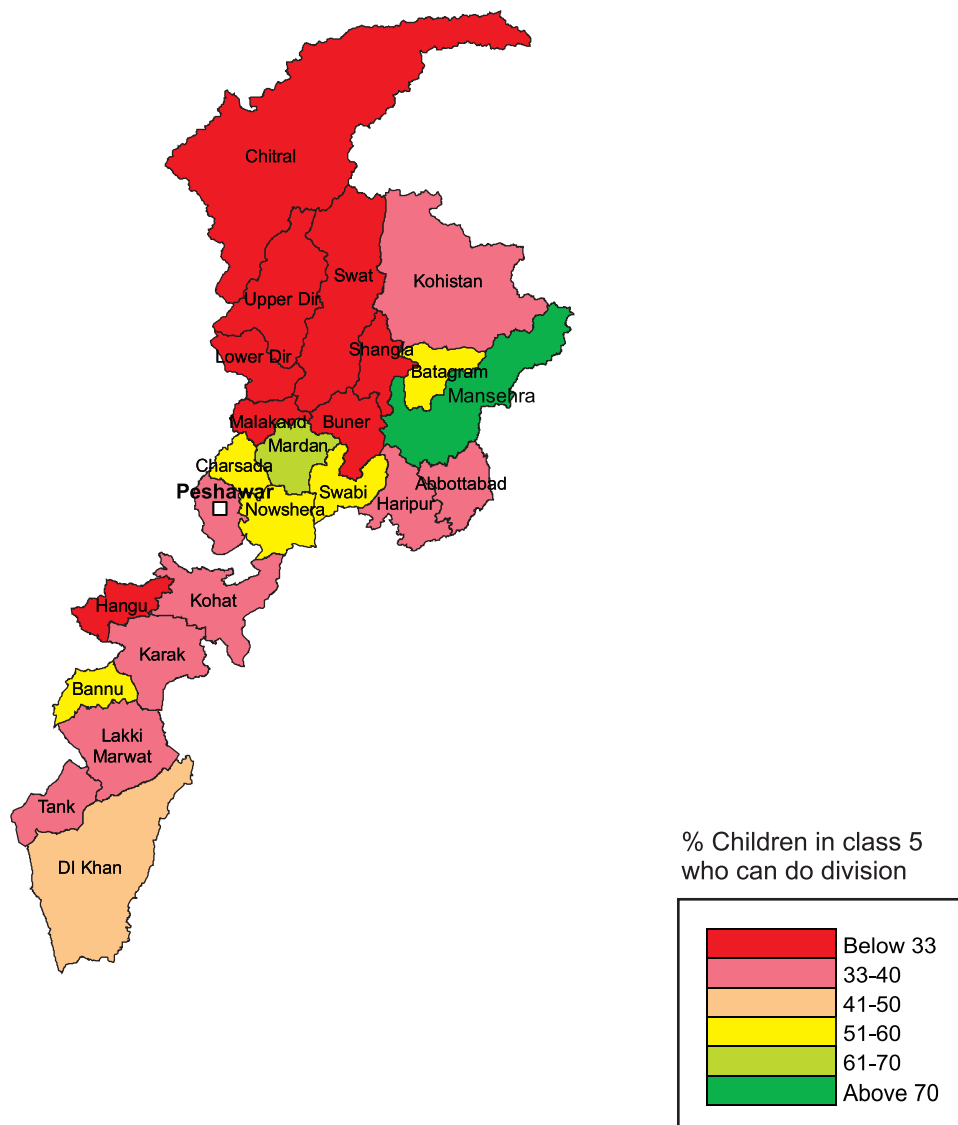 Chitral
Swat
Kohistan
Upper Dir
Shangla
Lower Dir
Batagram
Mansehra
Malakand
Buner
Mardan
Charsada
Abbottabad
Peshawar
Swabi
Haripur
Nowshera
Hangu
Kohat
Karak
Bannu
Lakki
Marwat
Tank
DI Khan
% Children in class 5
who can do division
Below 33
33-40
41-50
51-60
61-70
Above 70